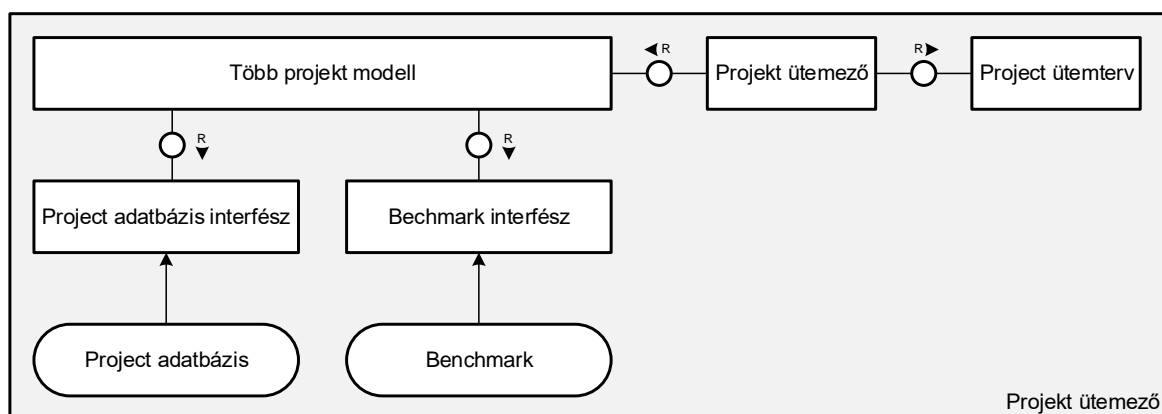 Több projekt modell
R
Projekt ütemező
R
Project ütemterv
R
R
Project adatbázis interfész
Bechmark interfész
Project adatbázis
Benchmark
Projekt ütemező